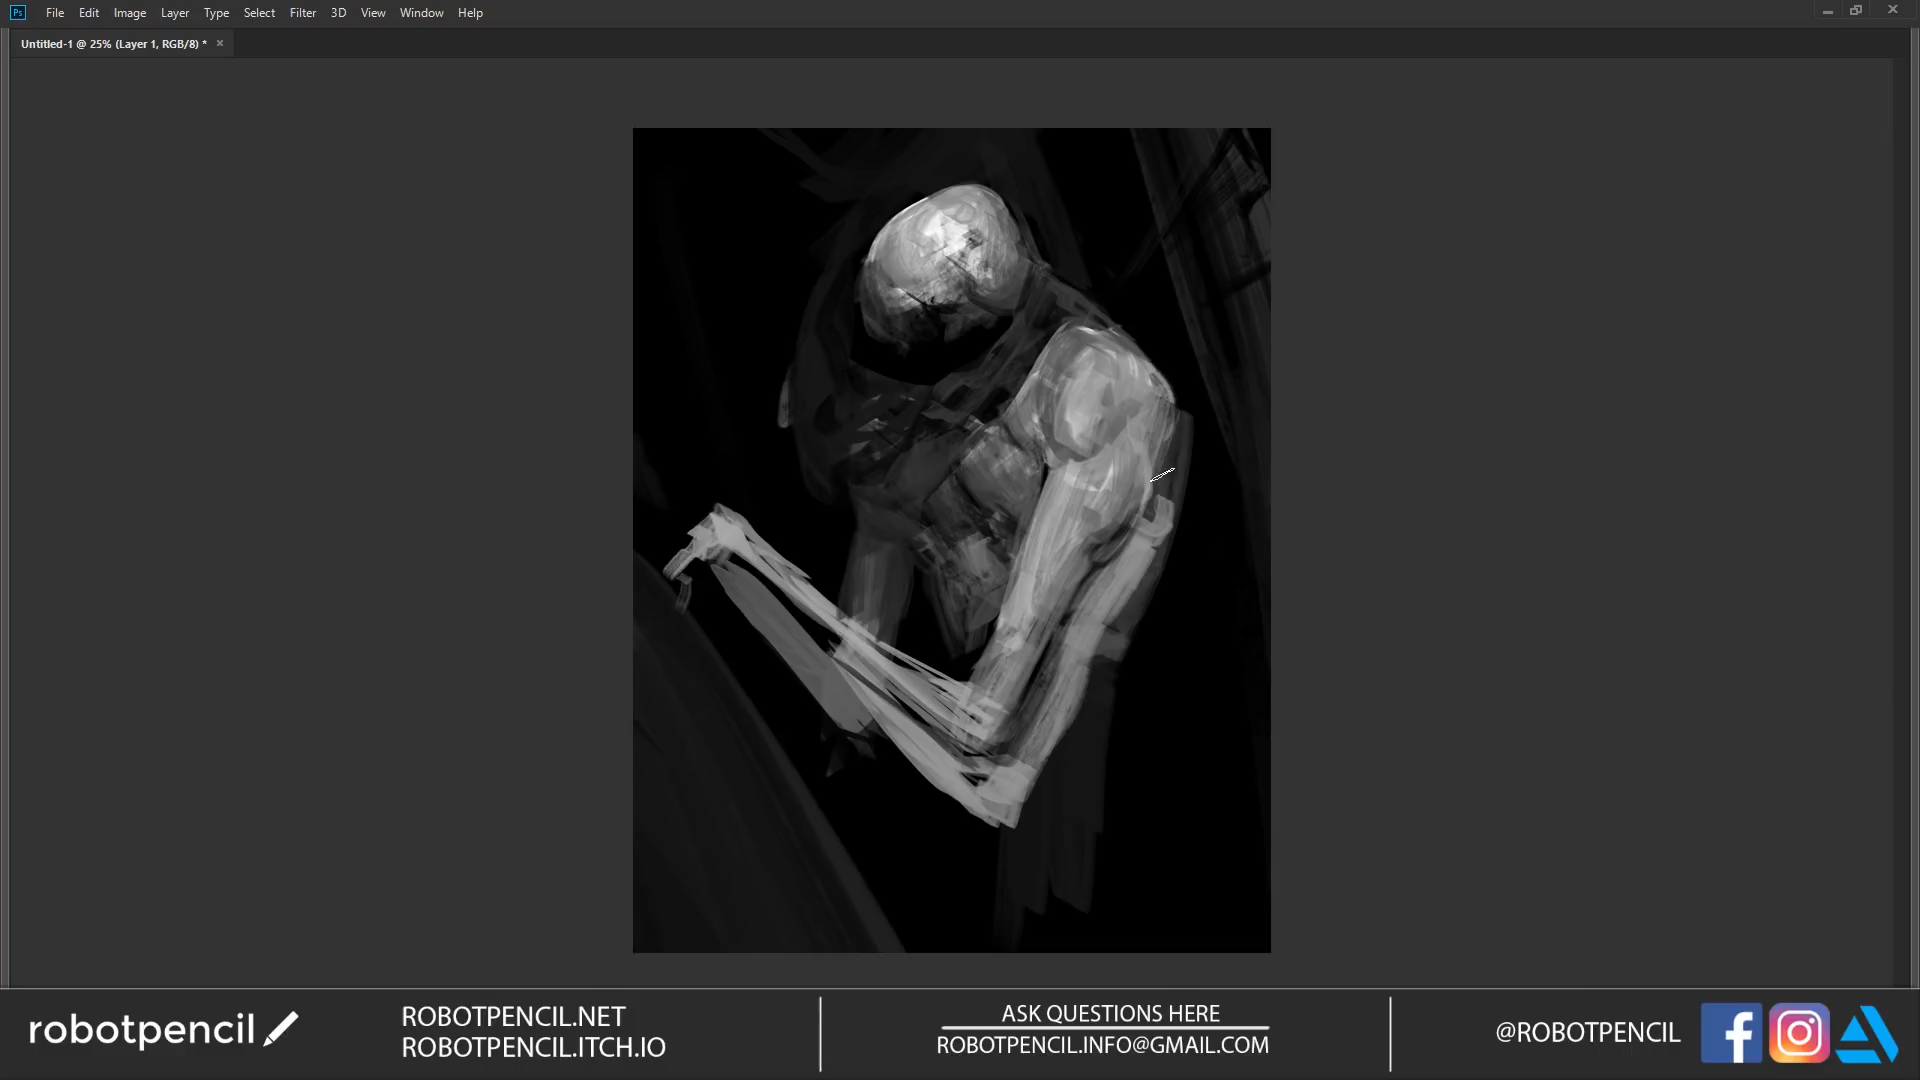 Ps File Edit Image Layer Type Select Filter 3D View Window Help
Untitled-1 @ 25% (Layer 1, RGB/8) *
robotpencil
ROBOTPENCIL.NET
ROBOTPENCIL.ITCH.IO
ASK QUESTIONS HERE
ROBOTPENCIL.INFO@GMAIL.COM
@ROBOTPENCIL